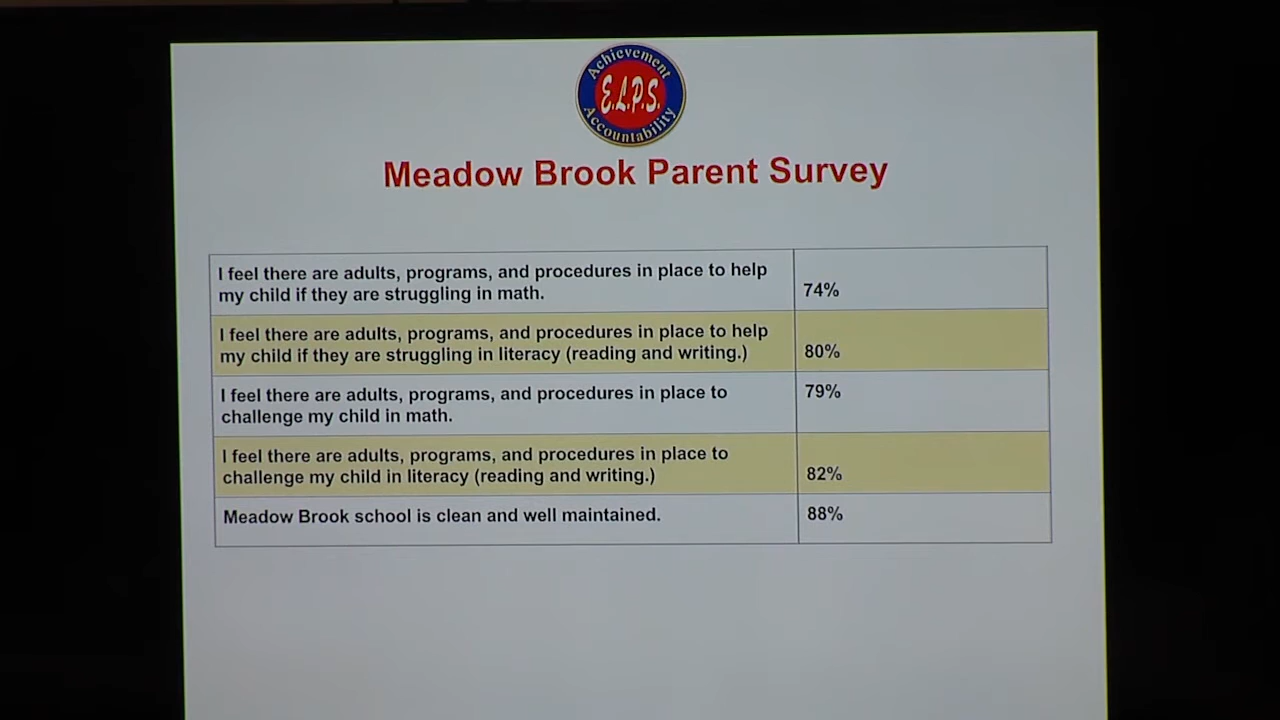 Achievement
E.L.P.S.
Accountability
Meadow Brook Parent Survey
I feel there are adults, programs, and procedures in place to help
my child if they are struggling in math.
74%
I feel there are adults, programs, and procedures in place to help
my child if they are struggling in literacy (reading and writing.)
80%
I feel there are adults, programs, and procedures in place to
challenge my child in math.
79%
I feel there are adults, programs, and procedures in place to
challenge my child in literacy (reading and writing.)
82%
Meadow Brook school is clean and well maintained.
88%